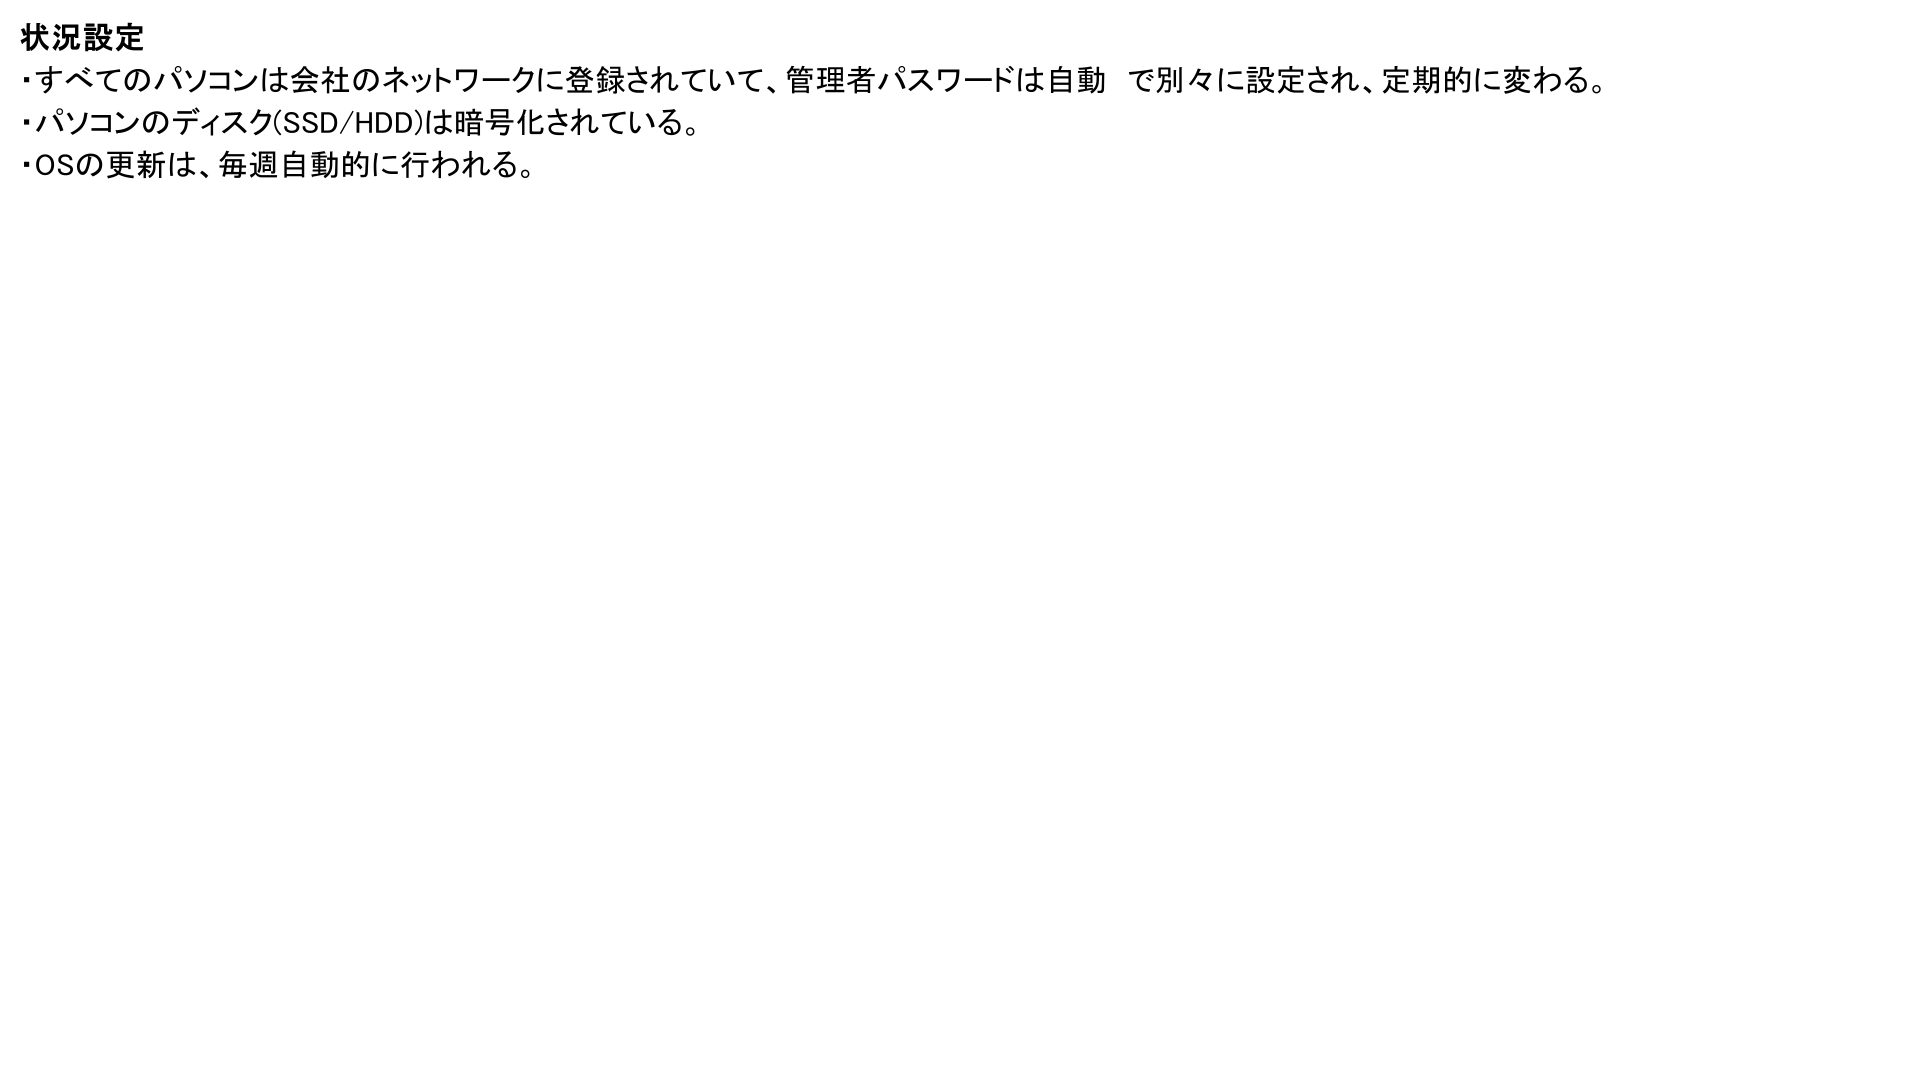 状況設定
・すべてのパソコンは会社のネットワークに登録されていて、管理者パスワードは自動　で別々に設定され、定期的に変わる。
・パソコンのディスク(SSD/HDD)は暗号化されている。
・OSの更新は、毎週自動的に行われる。